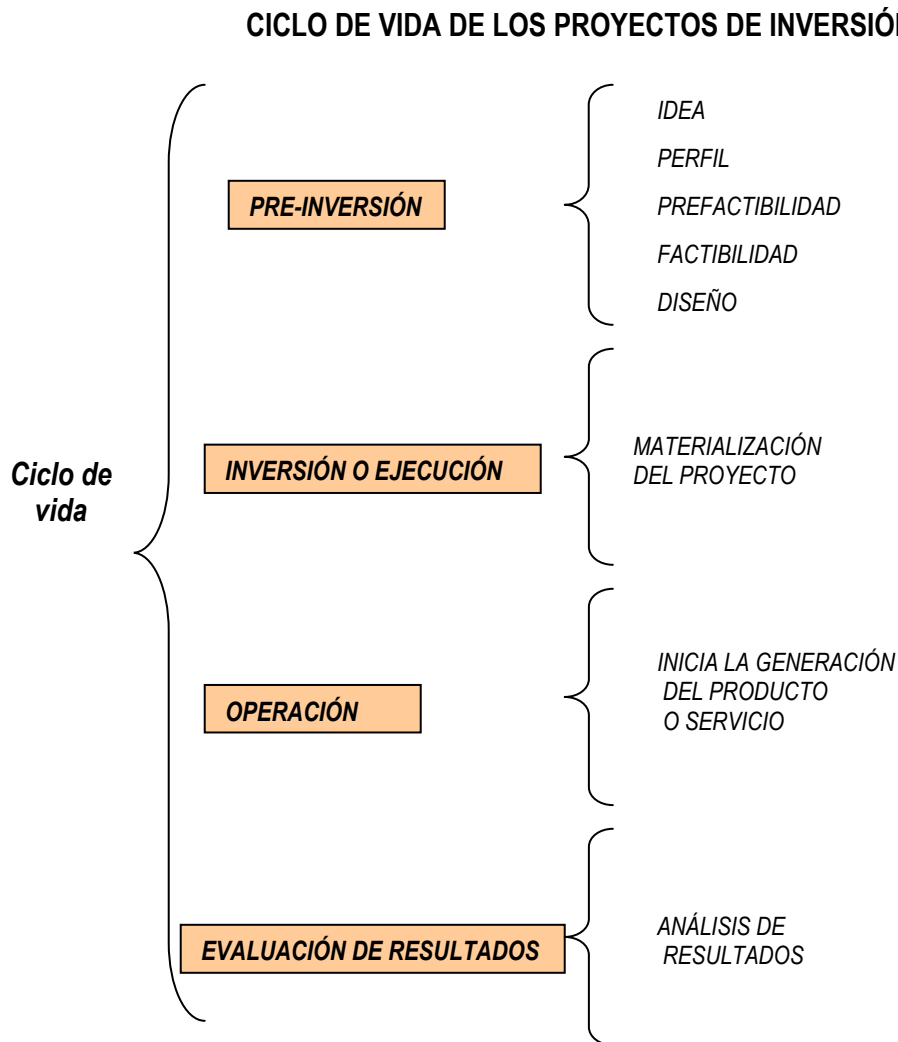 CICLO DE VIDA DE LOS PROYECTOS DE INVERSIÓ
IDEA
PERFIL
PRE-INVERSIÓN
PREFACTIBILIDAD
FACTIBILIDAD
DISEÑO
Ciclo de
vida
INVERSIÓN O EJECUCIÓN
MATERIALIZACIÓN
DEL PROYECTO
OPERACIÓN
INICIA LA GENERACIÓN
DEL PRODUCTO
O SERVICIO
EVALUACIÓN DE RESULTADOS
ANÁLISIS DE
RESULTADOS